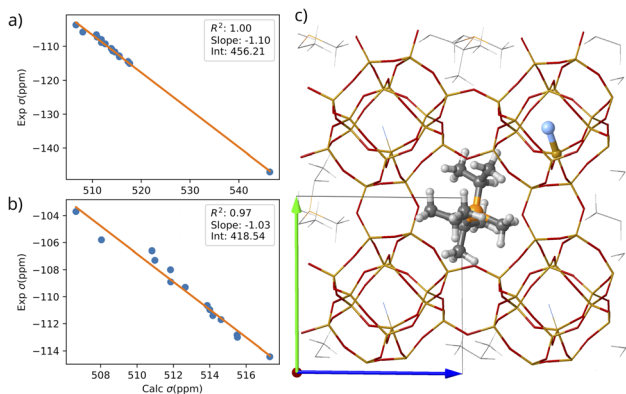 a)
R²: 1.00
Slope: -1.10
Int: 456.21
Exp σ(ppm)
−110
−120
−130
−140
510
520
530
540
b)
R²: 0.97
Slope: -1.03
Int: 418.54
Exp σ(ppm)
−104
−106
−108
−110
−112
−114
508
510
512
514
516
Calc σ(ppm)
c)